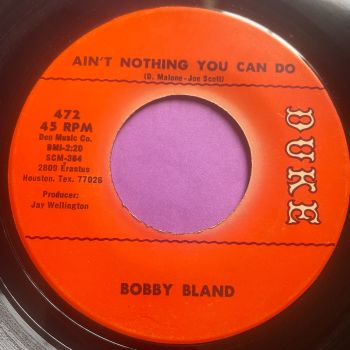 AIN'T NOTHING YOU CAN DO
(D. Malone-Joe Scott)
472
45 RPM
Don Music Co.
BMI-2:20
SCM-364
2809 Erastus
Houston, Tex. 77026
Producer:
Jay Wellington
DUKE
BOBBY BLAND